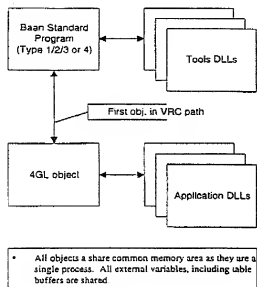 Baan Standard
Program
(Type 1/2/3 or 4)
Tools DLLs
First obj. in VRC path
4GL object
Application DLLs
• All objects a share common memory area as they are a
single process. All external variables, including table
buffers are shared